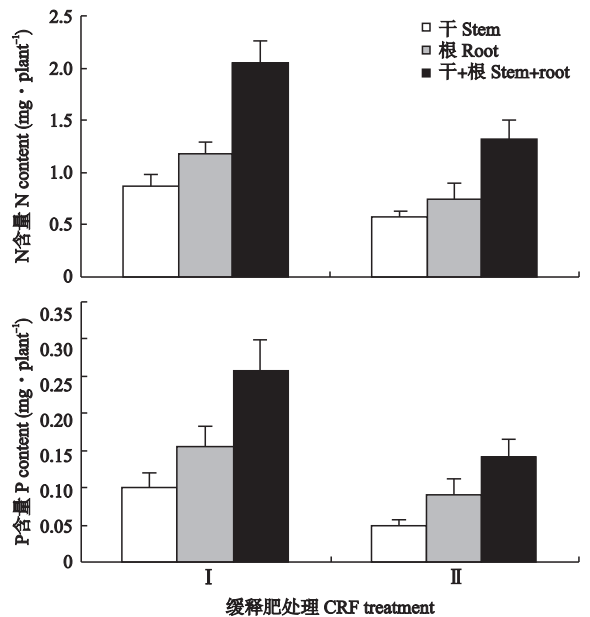 2.5
2.0
1.5
1.0
0.5
0
N含量 N content (mg·plant⁻¹)
干 Stem
根 Root
干+根 Stem+root
0.35
0.30
0.25
0.20
0.15
0.10
0.05
0
P含量 P content (mg·plant⁻¹)
Ⅰ Ⅱ
缓释肥处理 CRF treatment